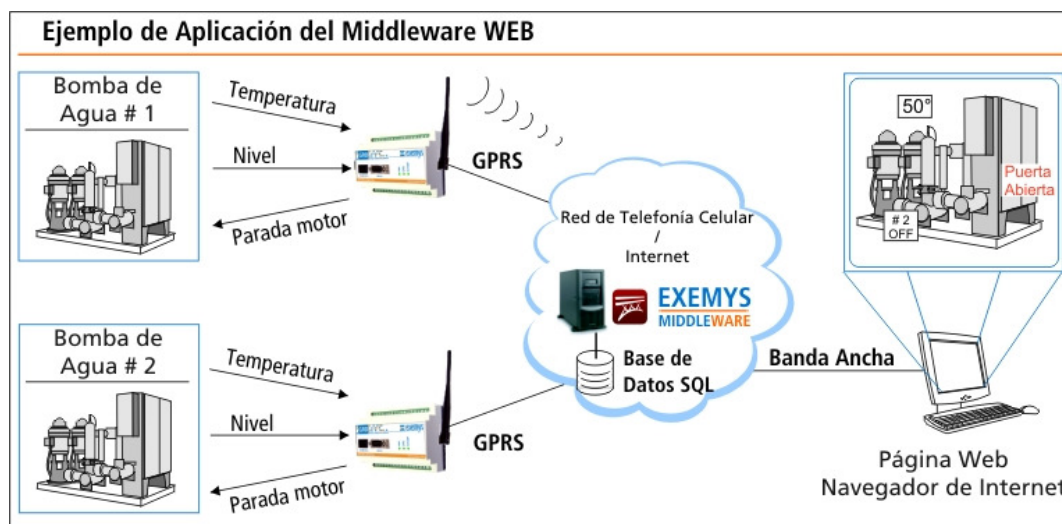 Ejemplo de Aplicación del Middleware WEB
Bomba de
Agua # 1
Temperatura
Nivel
Parada motor
EXEMYS
GPRS
Bomba de
Agua # 2
Temperatura
Nivel
Parada motor
EXEMYS
GPRS
Red de Telefonía Celular
/
Internet
EXEMYS
MIDDLEWARE
Base de
Datos SQL
Banda Ancha
50°
Puerta
Abierta
# 2
OFF
Página Web
Navegador de Internet